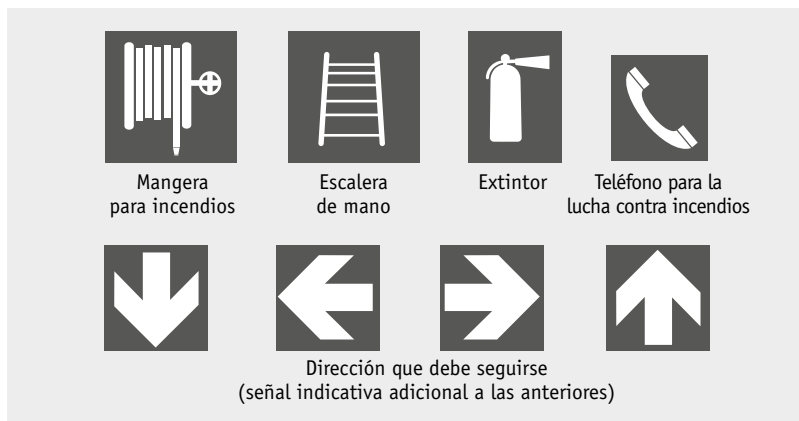 Mangera
para incendios
Escalera
de mano
Extintor
Teléfono para la
lucha contra incendios
Dirección que debe seguirse
(señal indicativa adicional a las anteriores)